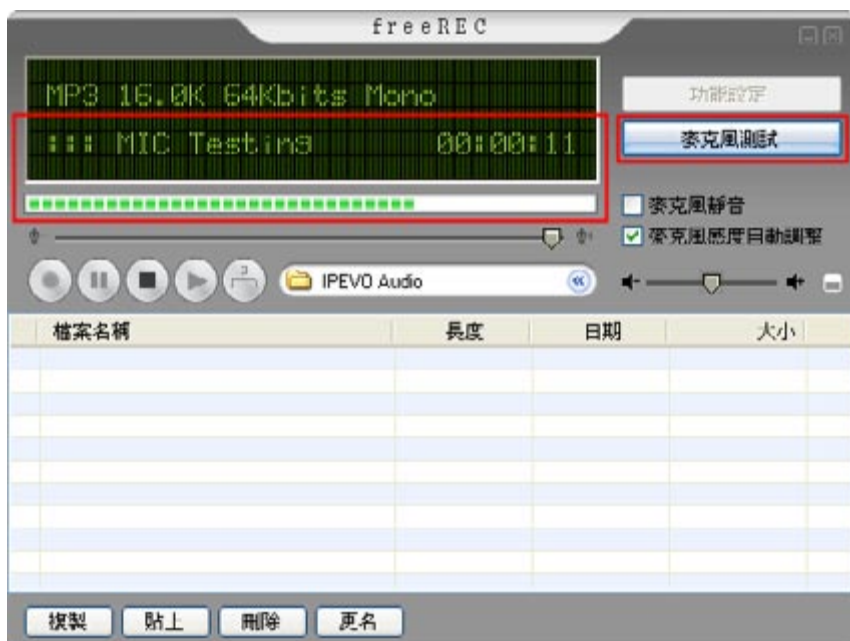 freeREC
MP3 16.0K 64Kbits Mono
功能設定
::: MIC Testing 00:00:11
麥克風測試
麥克風靜音
麥克風感度自動調整
IPEVO Audio
檔案名稱 長度 日期 大小
複製 貼上 刪除 更名